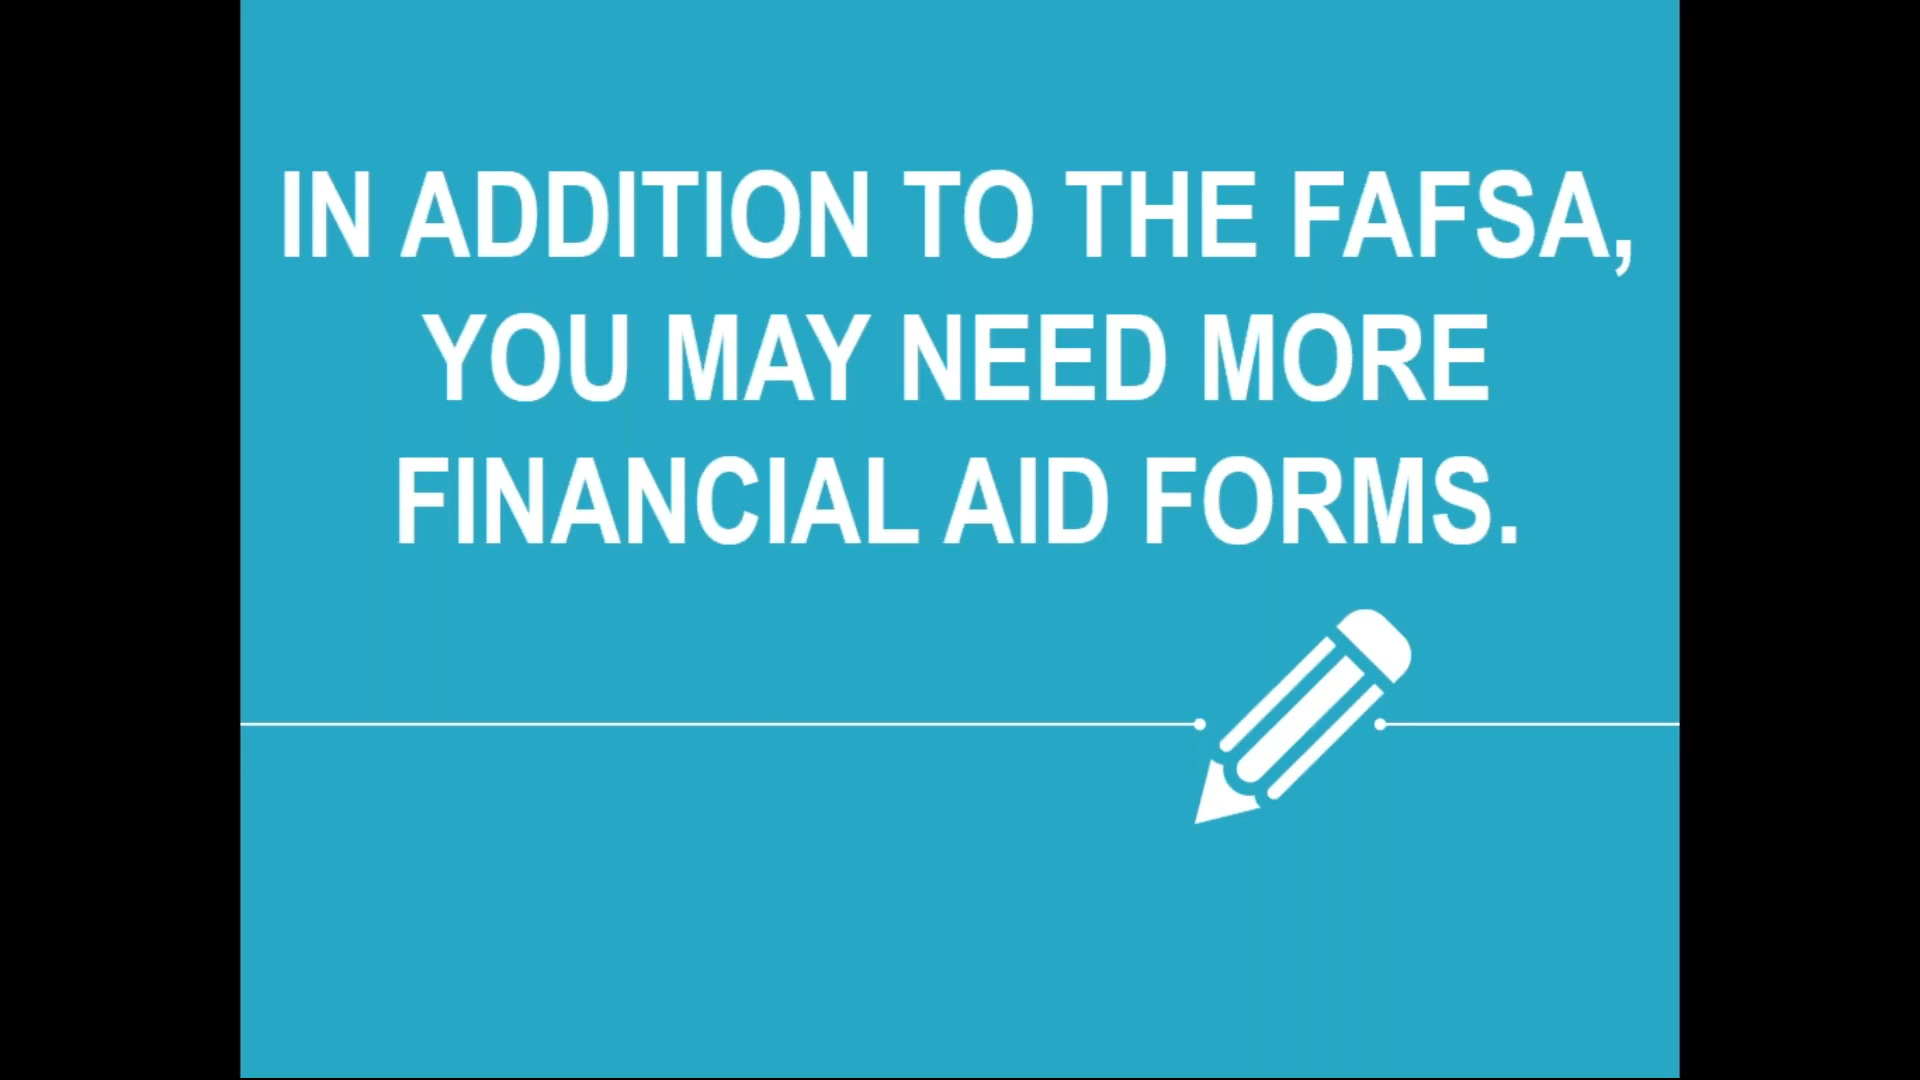 IN ADDITION TO THE FAFSA,
YOU MAY NEED MORE
FINANCIAL AID FORMS.